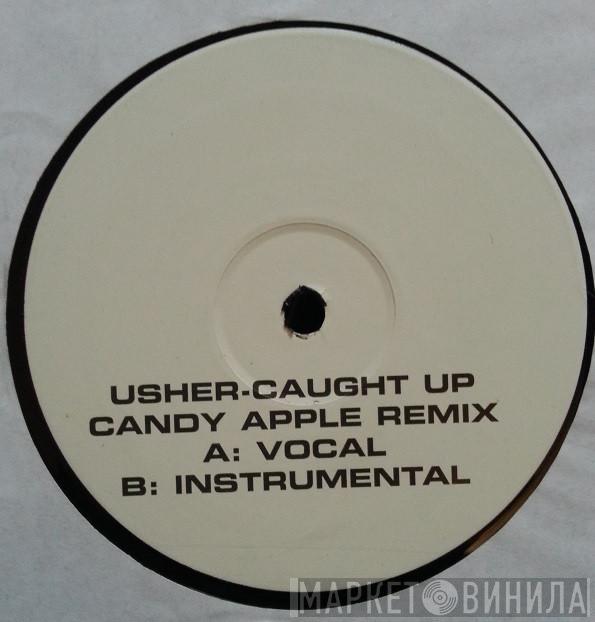 USHER-CAUGHT UP
CANDY APPLE REMIX
A: VOCAL
B: INSTRUMENTAL
МАРКЕТ ВИНИЛА